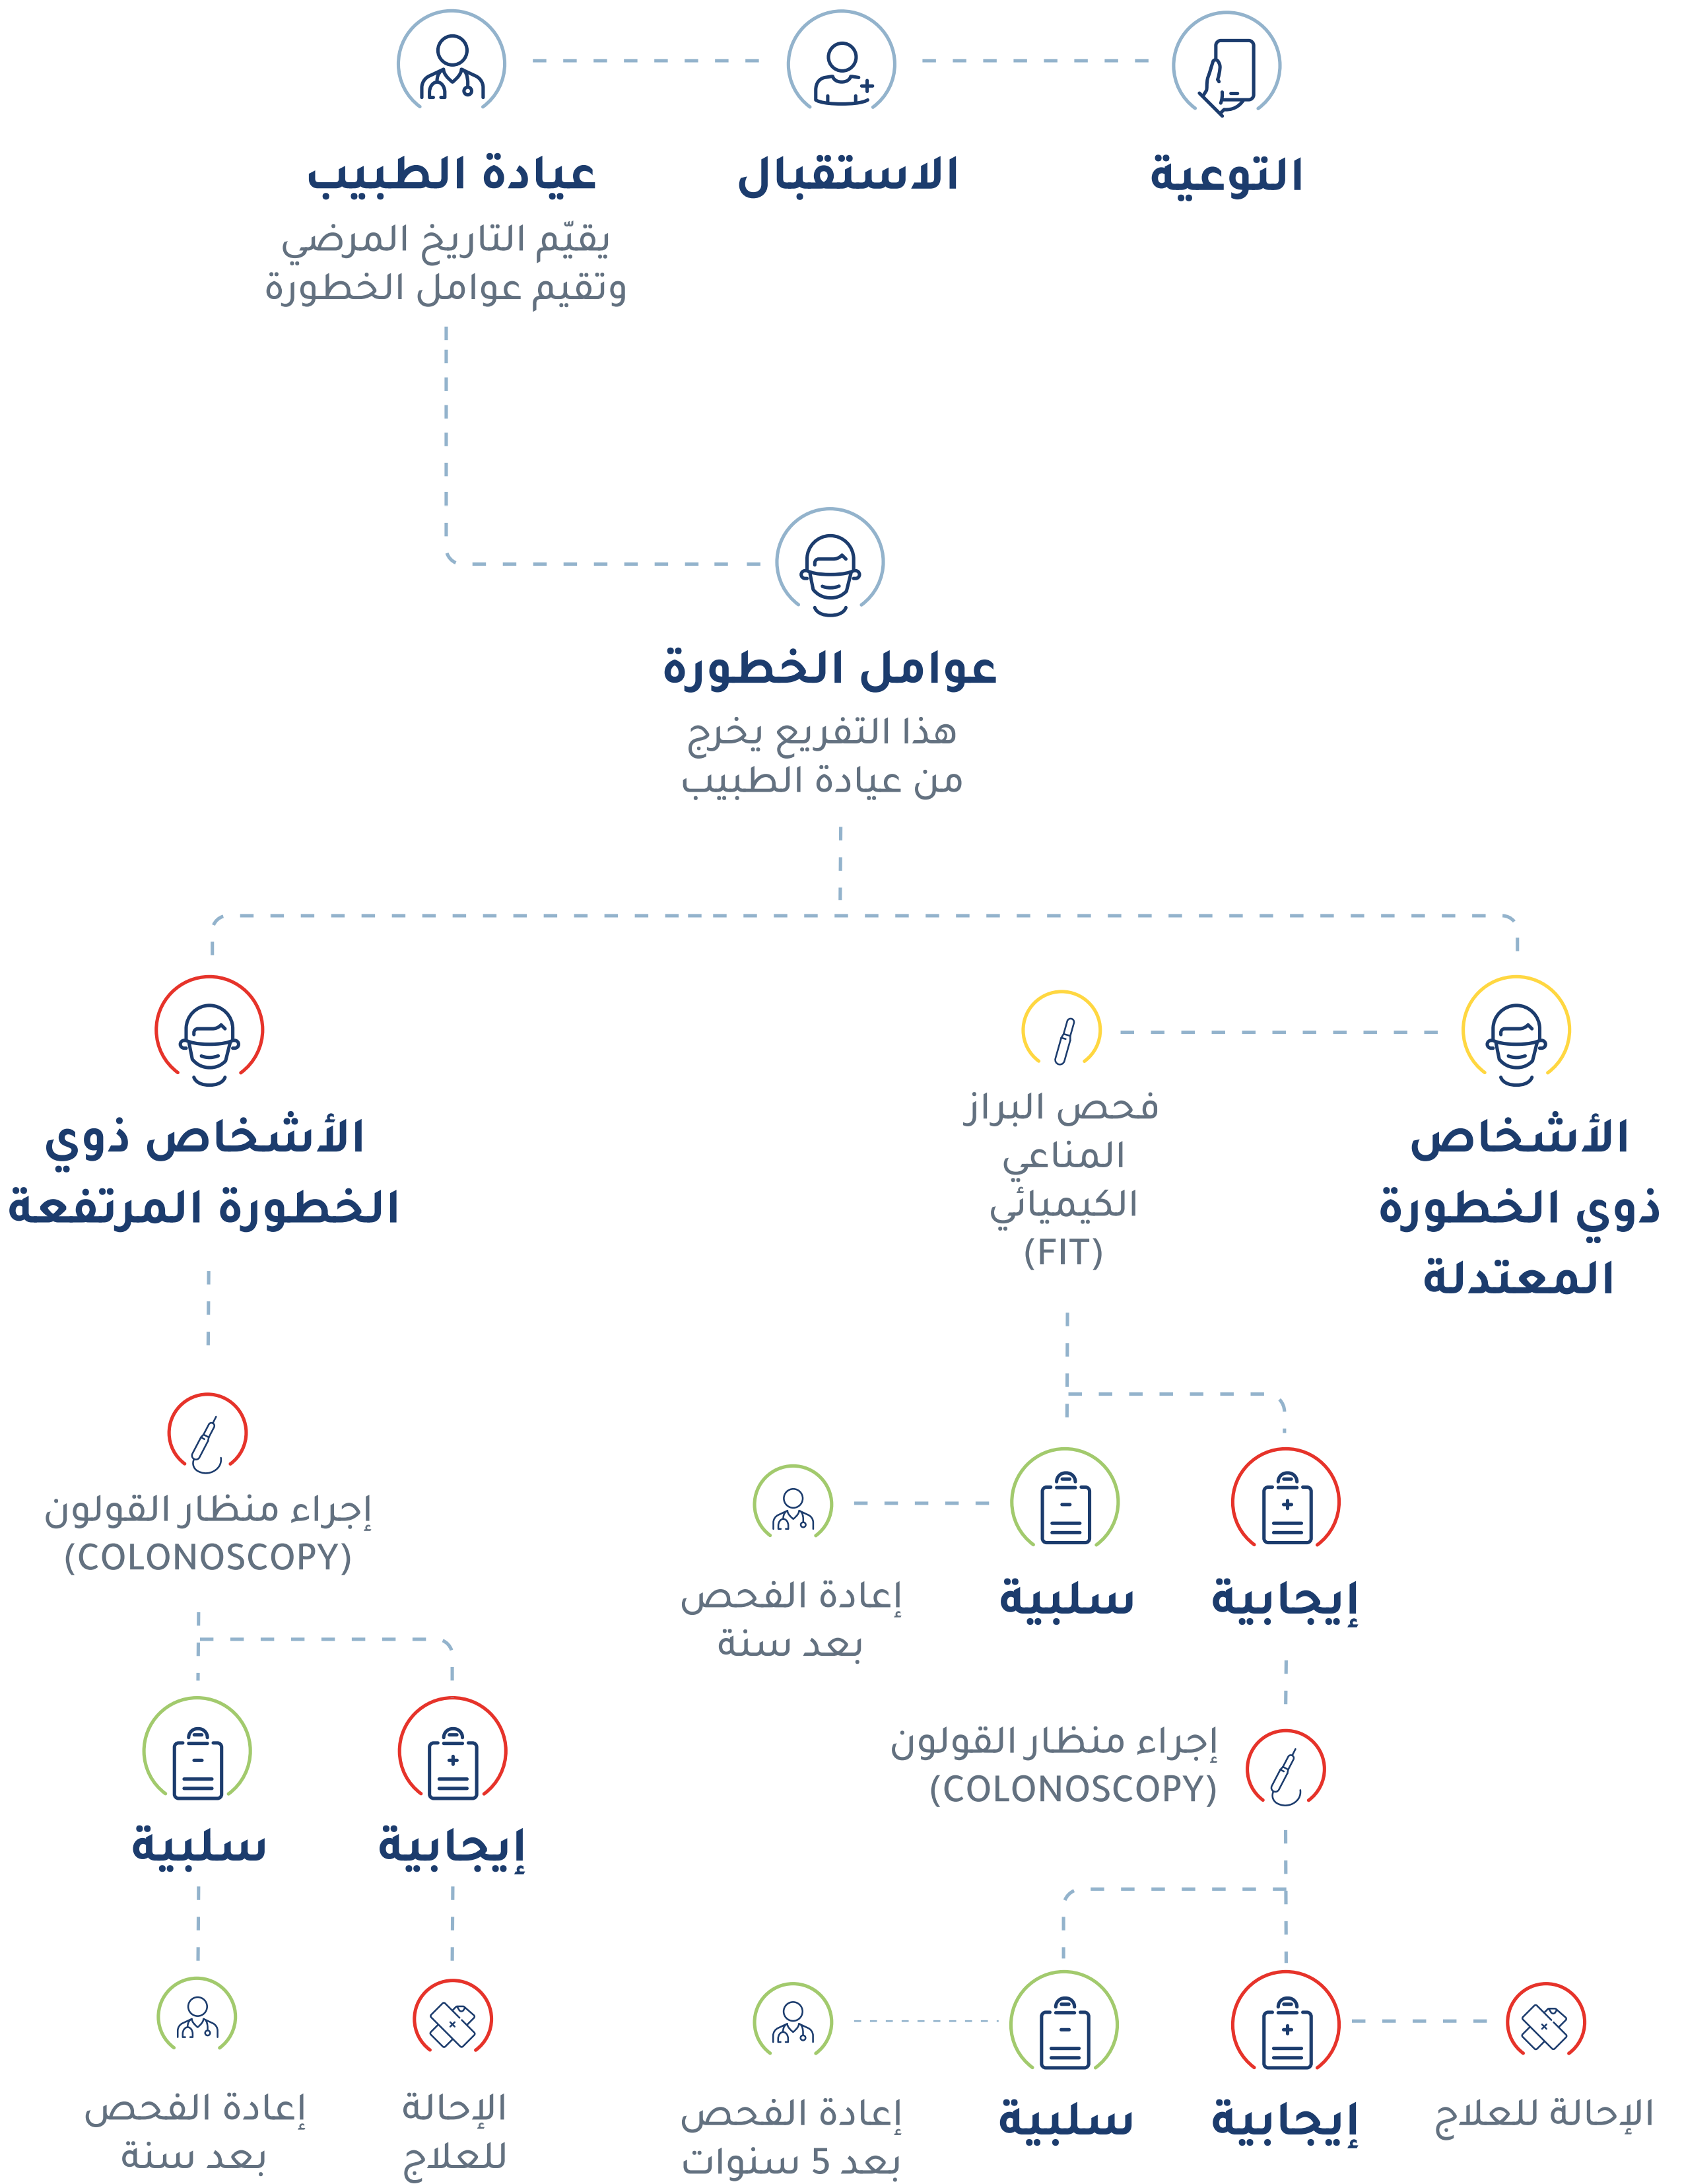 التوعية
الاستقبال
عيادة الطبيب
يقيّم التاريخ المرضي
وتقيم عوامل الخطورة
عوامل الخطورة
هذا التفريع يخرج
من عيادة الطبيب
الأشخاص
ذوي الخطورة
المعتدلة
فحص البراز
المناعي
الكيميائي
(FIT)
الأشخاص ذوي
الخطورة المرتفعة
إيجابية
سلبية
إعادة الفحص
بعد سنة
إجراء منظار القولون
(COLONOSCOPY)
إجراء منظار القولون
(COLONOSCOPY)
إيجابية
سلبية
الإحالة للعلاج
إيجابية
سلبية
إعادة الفحص
بعد 5 سنوات
الإحالة
للعلاج
إعادة الفحص
بعد سنة